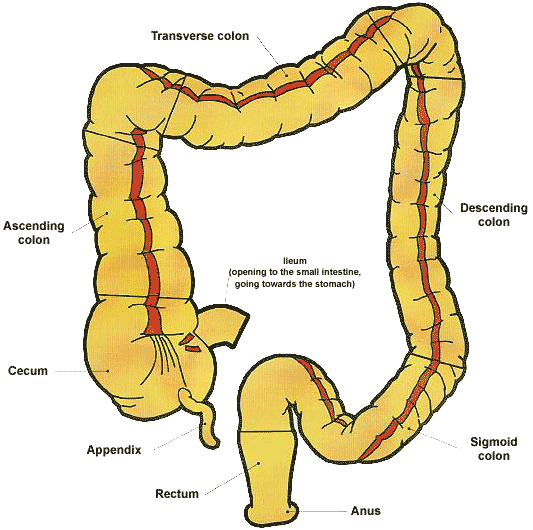 Transverse colon
Ascending
colon
Descending
colon
Ileum
(opening to the small intestine,
going towards the stomach)
Cecum
Appendix
Sigmoid
colon
Rectum
Anus